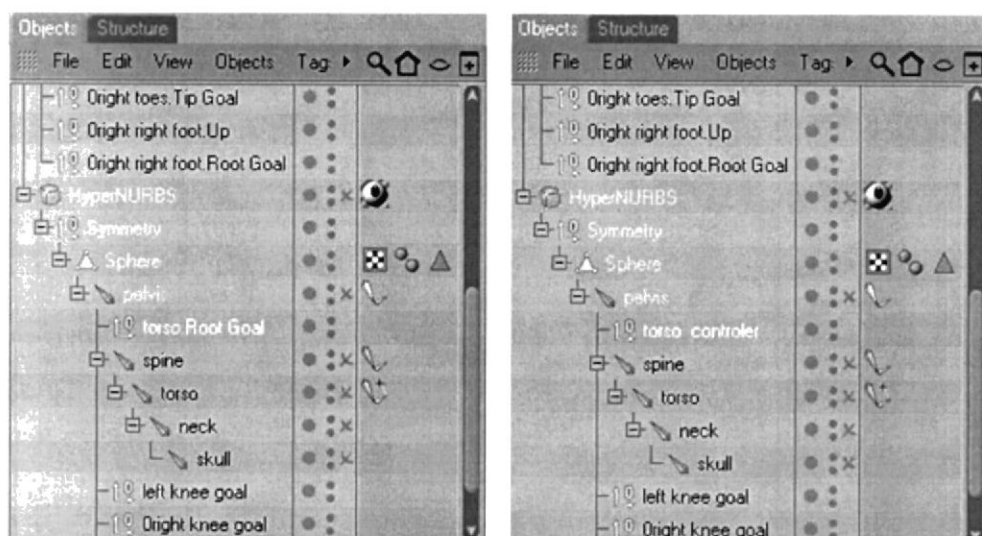 Objects Structure
File Edit View Objects Tag
0right toes.Tip Goal
0right right foot.Up
0right right foot.Root Goal
HyperNURBS
Symmetry
Sphere
pelvis
torso.Root Goal
spine
torso
neck
skull
left knee goal
0right knee goal
Objects Structure
File Edit View Objects Tag
0right toes.Tip Goal
0right right foot.Up
0right right foot.Root Goal
HyperNURBS
Symmetry
Sphere
pelvis
torso controler
spine
torso
neck
skull
left knee goal
0right knee goal